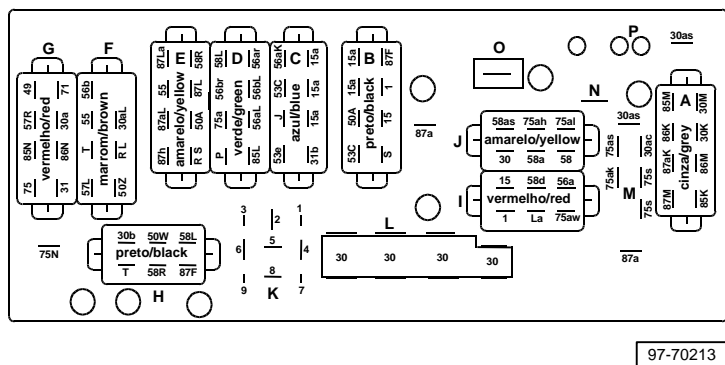 P
30as
G
F
E
D
C
B
O
N
A
87La 58R
55 87L
87aL 50A
87h R S
amarelo/yellow
58L 56ar
56br 56bL
75a 56aL
P 85L
verde/green
56aK 15a
53C 15a
J 15a
53e 31b
azul/blue
15a 87F
15a 1
50A 15
53C S
preto/black
49 71
57R 30a
85N 86N
75 31
vermelho/red
56b
55 30aL
T R L
57L 50Z
marrom/brown
87a
J
58as 75ah 75al
amarelo/yellow
30 58a 58
I
15 58d 56a
vermelho/red
1 La 75aw
30as
75as 30ac
75ak 75s
M
75s
87a
85M 30M
86K 30K
87aK 86M
87M 85K
cinza/grey
75N
30b 50W 58L
preto/black
T 58R 87F
H
3 2 1
6 5 4
9 8 7
K
L
30 30 30 30
97-70213